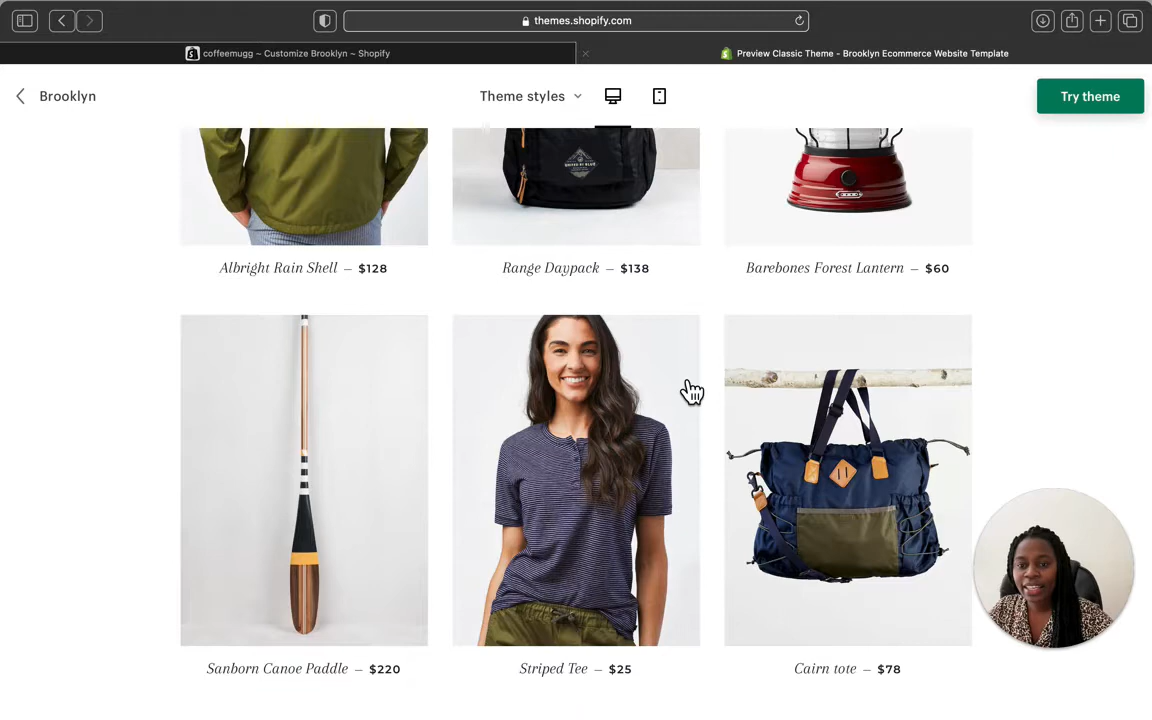 themes.shopify.com
coffeemugg ~ Customize Brooklyn ~ Shopify
Preview Classic Theme - Brooklyn Ecommerce Website Template
Brooklyn
Theme styles
Try theme
Albright Rain Shell — $128
Range Daypack — $138
Barebones Forest Lantern — $60
Sanborn Canoe Paddle — $220
Striped Tee — $25
Cairn tote — $78